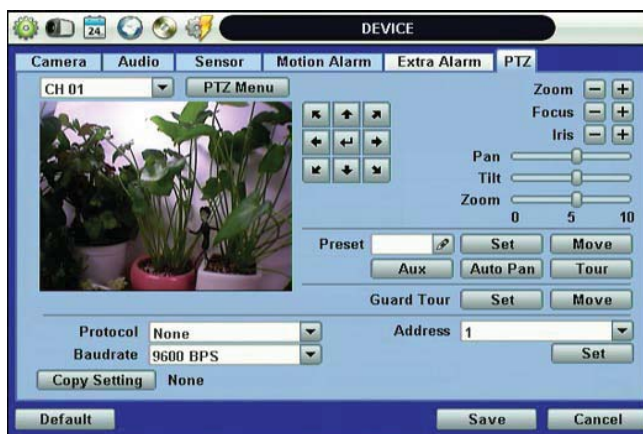 24
DEVICE
Camera Audio Sensor Motion Alarm Extra Alarm PTZ
CH 01 PTZ Menu
Zoom − +
Focus − +
Iris − +
Pan
Tilt
Zoom
0 5 10
Preset Set Move
Aux Auto Pan Tour
Guard Tour Set Move
Protocol None Address 1
Baudrate 9600 BPS Set
Copy Setting None
Default Save Cancel